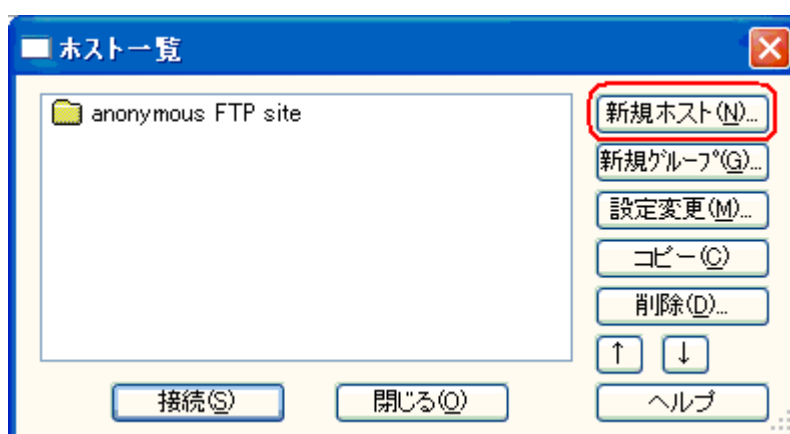 ホスト一覧
anonymous FTP site
新規ホスト(N)...
新規ｸﾞﾙｰﾌﾟ(G)...
設定変更(M)...
コピー(C)
削除(D)...
↑ ↓
接続(S) 閉じる(O) ヘルプ